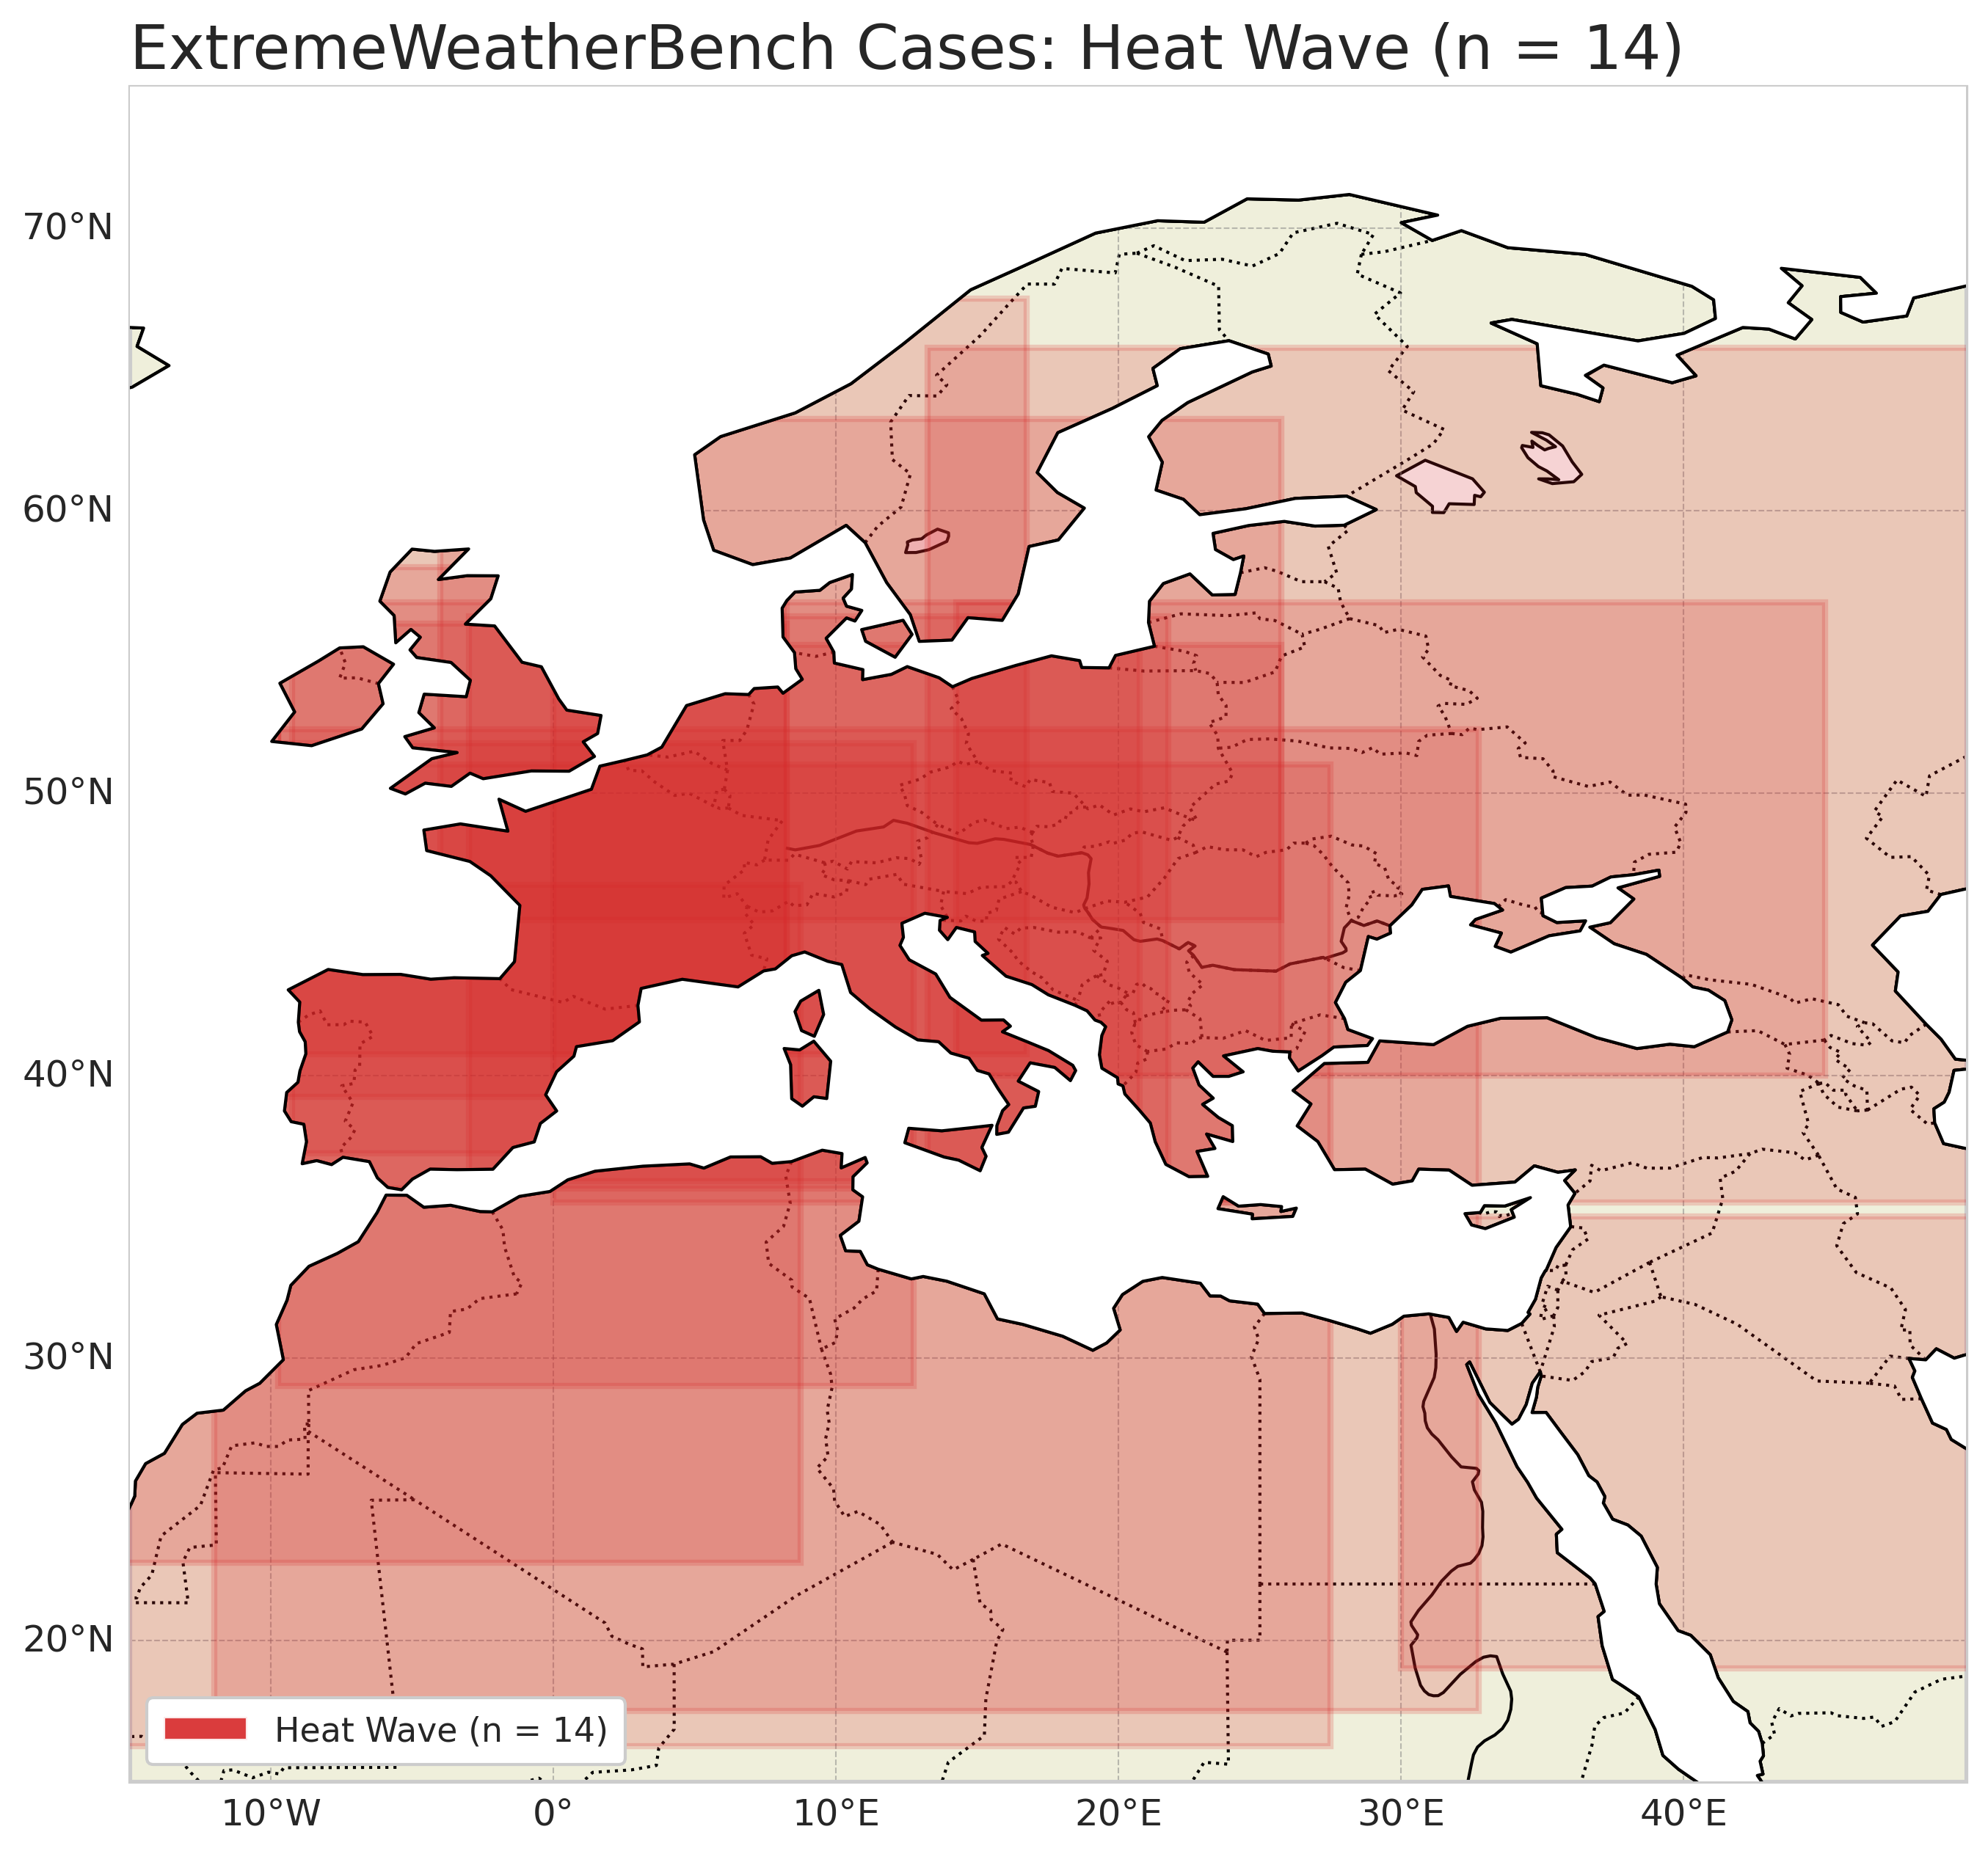 ExtremeWeatherBench Cases: Heat Wave (n = 14)
70°N
60°N
50°N
40°N
30°N
20°N
Heat Wave (n = 14)
10°W 0° 10°E 20°E 30°E 40°E